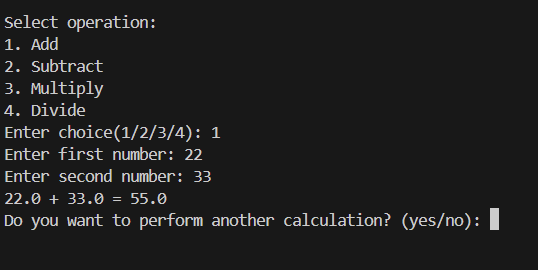 Select operation:
1. Add
2. Subtract
3. Multiply
4. Divide
Enter choice(1/2/3/4): 1
Enter first number: 22
Enter second number: 33
22.0 + 33.0 = 55.0
Do you want to perform another calculation? (yes/no):